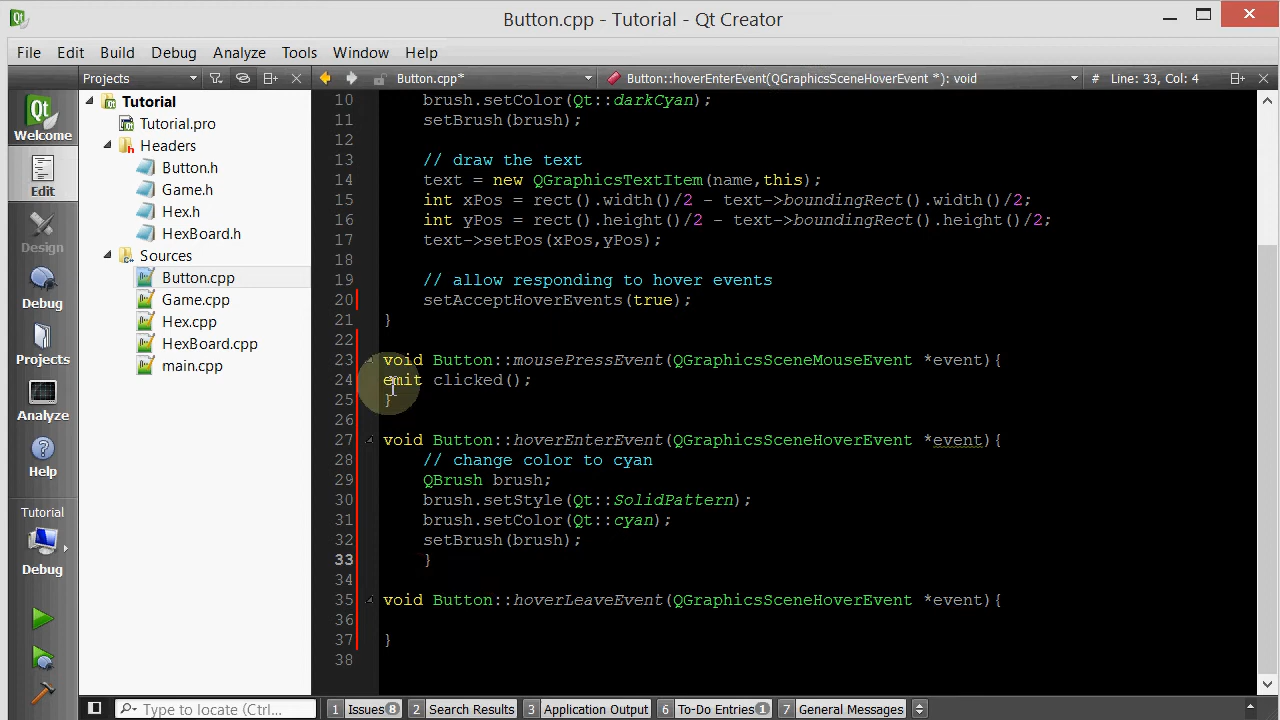 Button.cpp - Tutorial - Qt Creator
File Edit Build Debug Analyze Tools Window Help
Projects Button.cpp* Button::hoverEnterEvent(QGraphicsSceneHoverEvent *): void # Line: 33, Col: 4
Welcome
Edit
Design
Debug
Projects
Analyze
Help
Tutorial
Debug
Tutorial
Tutorial.pro
Headers
Button.h
Game.h
Hex.h
HexBoard.h
Sources
Button.cpp
Game.cpp
Hex.cpp
HexBoard.cpp
main.cpp
10 brush.setColor(Qt::darkCyan);
11 setBrush(brush);
12
13 // draw the text
14 text = new QGraphicsTextItem(name,this);
15 int xPos = rect().width()/2 - text->boundingRect().width()/2;
16 int yPos = rect().height()/2 - text->boundingRect().height()/2;
17 text->setPos(xPos,yPos);
18
19 // allow responding to hover events
20 setAcceptHoverEvents(true);
21 }
22
23 void Button::mousePressEvent(QGraphicsSceneMouseEvent *event){
24 emit clicked();
25 }
26
27 void Button::hoverEnterEvent(QGraphicsSceneHoverEvent *event){
28 // change color to cyan
29 QBrush brush;
30 brush.setStyle(Qt::SolidPattern);
31 brush.setColor(Qt::cyan);
32 setBrush(brush);
33 }
34
35 void Button::hoverLeaveEvent(QGraphicsSceneHoverEvent *event){
36
37 }
38
Type to locate (Ctrl... 1 Issues 8 2 Search Results 3 Application Output 6 To-Do Entries 1 7 General Messages